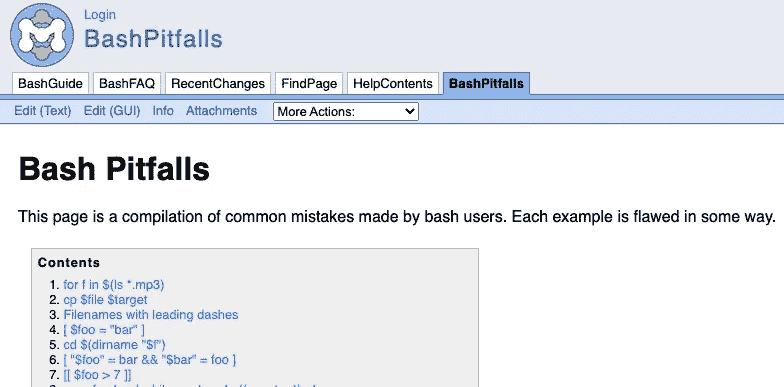 Login
BashPitfalls
BashGuide BashFAQ RecentChanges FindPage HelpContents BashPitfalls
Edit (Text) Edit (GUI) Info Attachments More Actions:
Bash Pitfalls
This page is a compilation of common mistakes made by bash users. Each example is flawed in some way.
Contents
1. for f in $(ls *.mp3)
2. cp $file $target
3. Filenames with leading dashes
4. [ $foo = "bar" ]
5. cd $(dirname "$f")
6. [ "$foo" = bar && "$bar" = foo ]
7. [[ $foo > 7 ]]